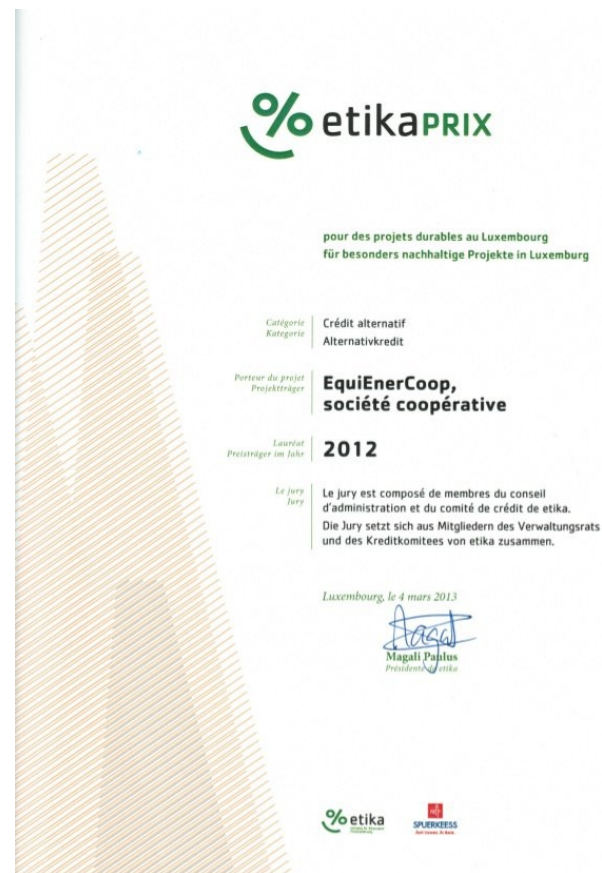 % etikaPRIX
pour des projets durables au Luxembourg
für besonders nachhaltige Projekte in Luxemburg
Catégorie
Kategorie
Crédit alternatif
Alternativkredit
Porteur du projet
Projektträger
EquiEnerCoop,
société coopérative
Lauréat
Preisträger im Jahr
2012
Le jury
Jury
Le jury est composé de membres du conseil
d'administration et du comité de crédit de etika.
Die Jury setzt sich aus Mitgliedern des Verwaltungsrats
und des Kreditkomitees von etika zusammen.
Luxembourg, le 4 mars 2013
Magali Paulus
Présidente de etika
% etika
SPUERKEESS